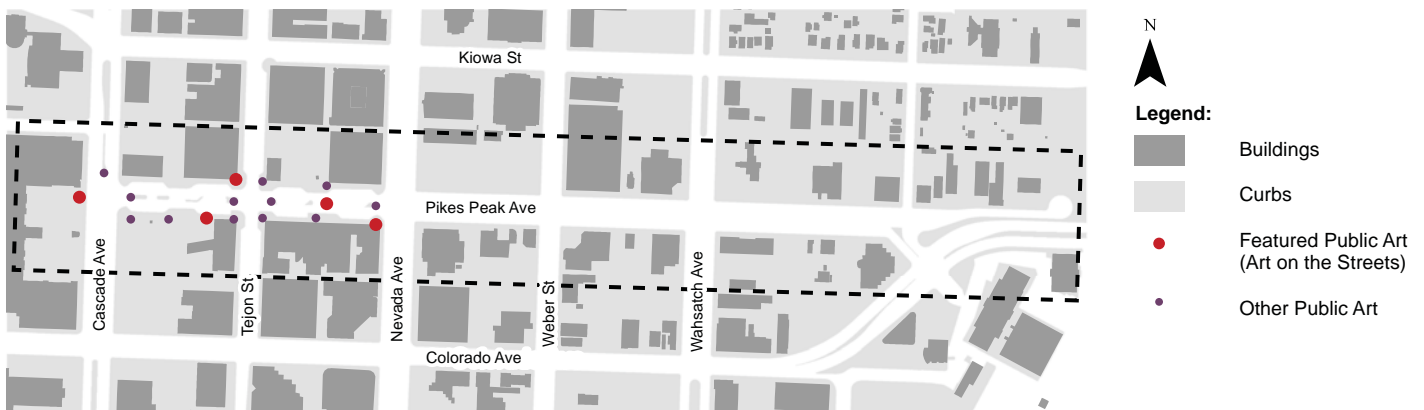 Kiowa St
Pikes Peak Ave
Cascade Ave
Tejon St
Nevada Ave
Weber St
Wahsatch Ave
Colorado Ave
N
Legend:
Buildings
Curbs
Featured Public Art
(Art on the Streets)
Other Public Art